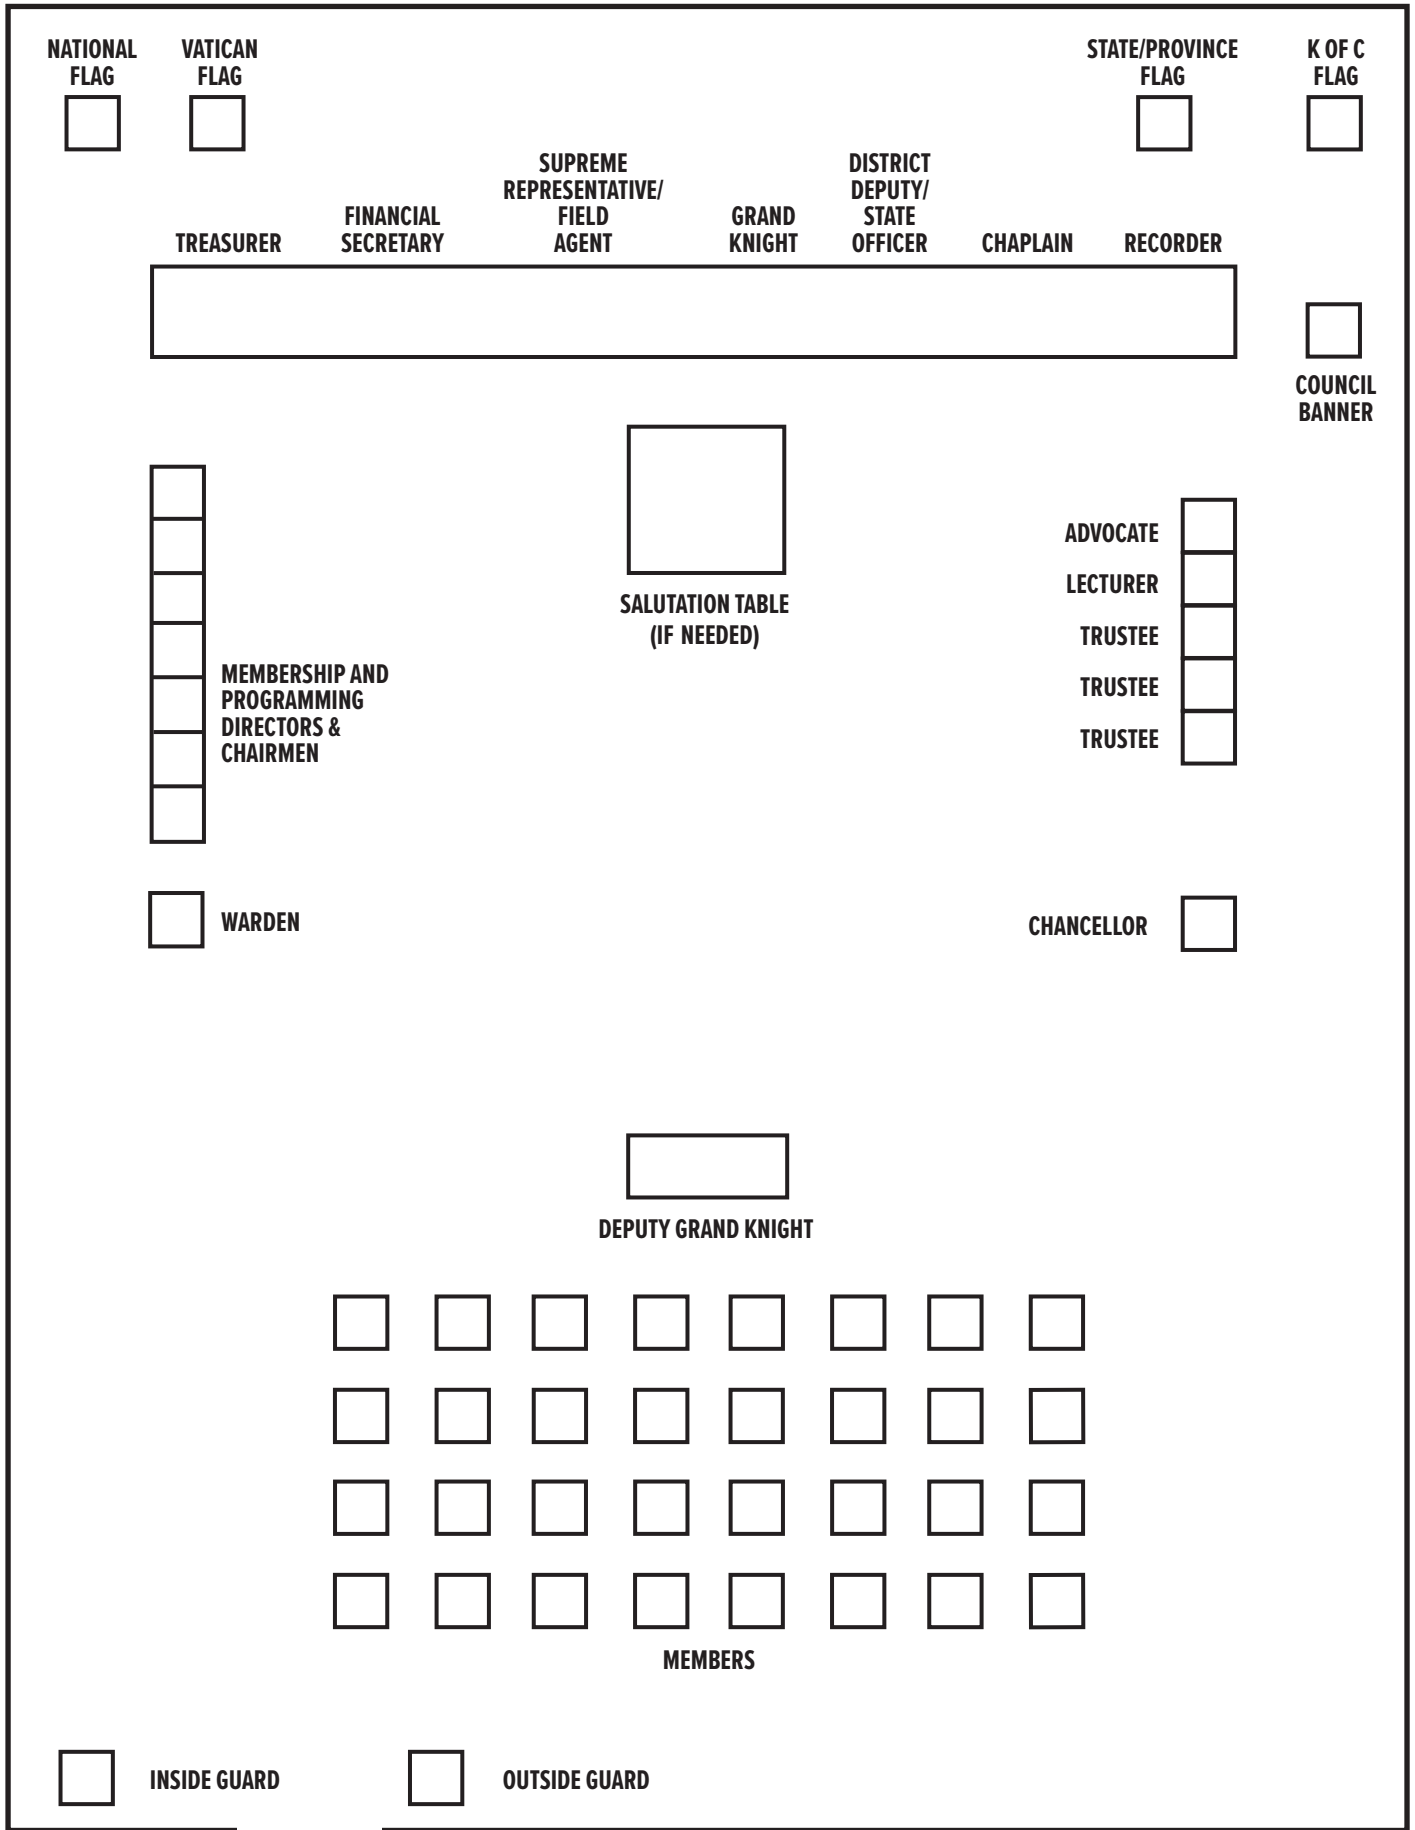 NATIONAL
FLAG
VATICAN
FLAG
STATE/PROVINCE
FLAG
K OF C
FLAG
TREASURER
FINANCIAL
SECRETARY
SUPREME
REPRESENTATIVE/
FIELD
AGENT
GRAND
KNIGHT
DISTRICT
DEPUTY/
STATE
OFFICER
CHAPLAIN
RECORDER
COUNCIL
BANNER
SALUTATION TABLE
(IF NEEDED)
MEMBERSHIP AND
PROGRAMMING
DIRECTORS &
CHAIRMEN
ADVOCATE
LECTURER
TRUSTEE
TRUSTEE
TRUSTEE
WARDEN
CHANCELLOR
DEPUTY GRAND KNIGHT
MEMBERS
INSIDE GUARD
OUTSIDE GUARD